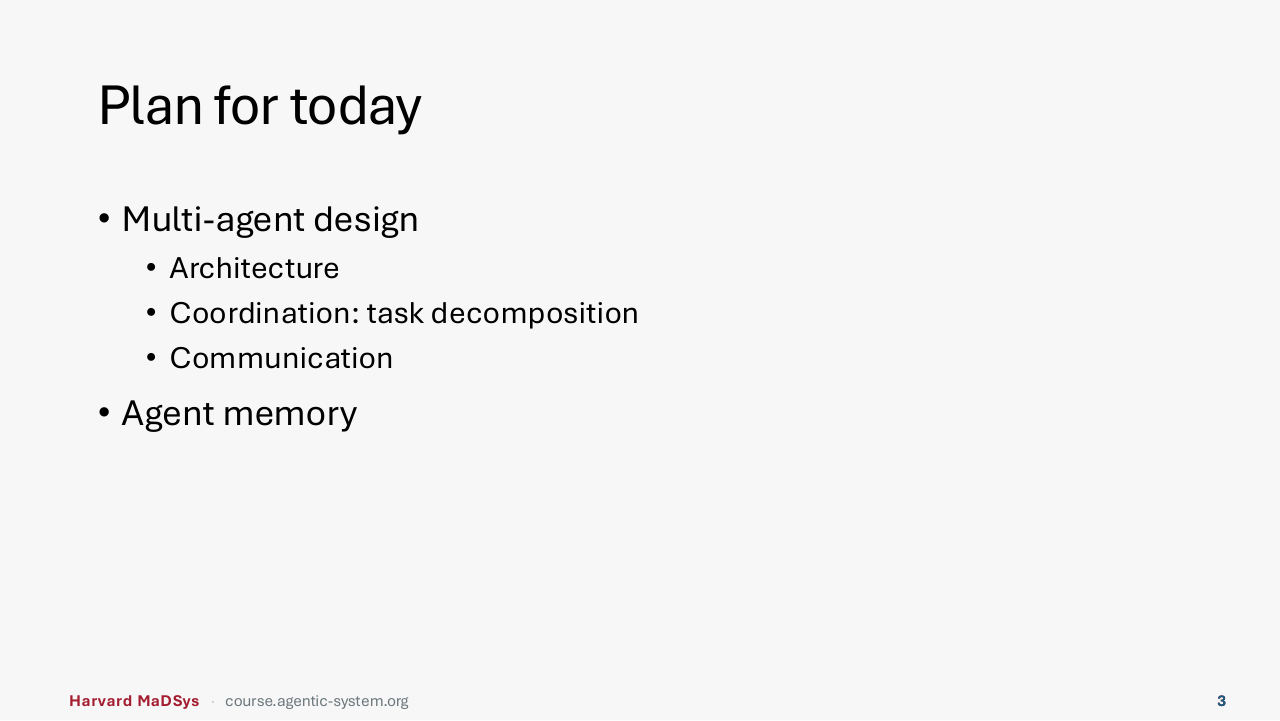 Plan for today
• Multi-agent design
• Architecture
• Coordination: task decomposition
• Communication
• Agent memory
Harvard MaDSys · course.agentic-system.org
3